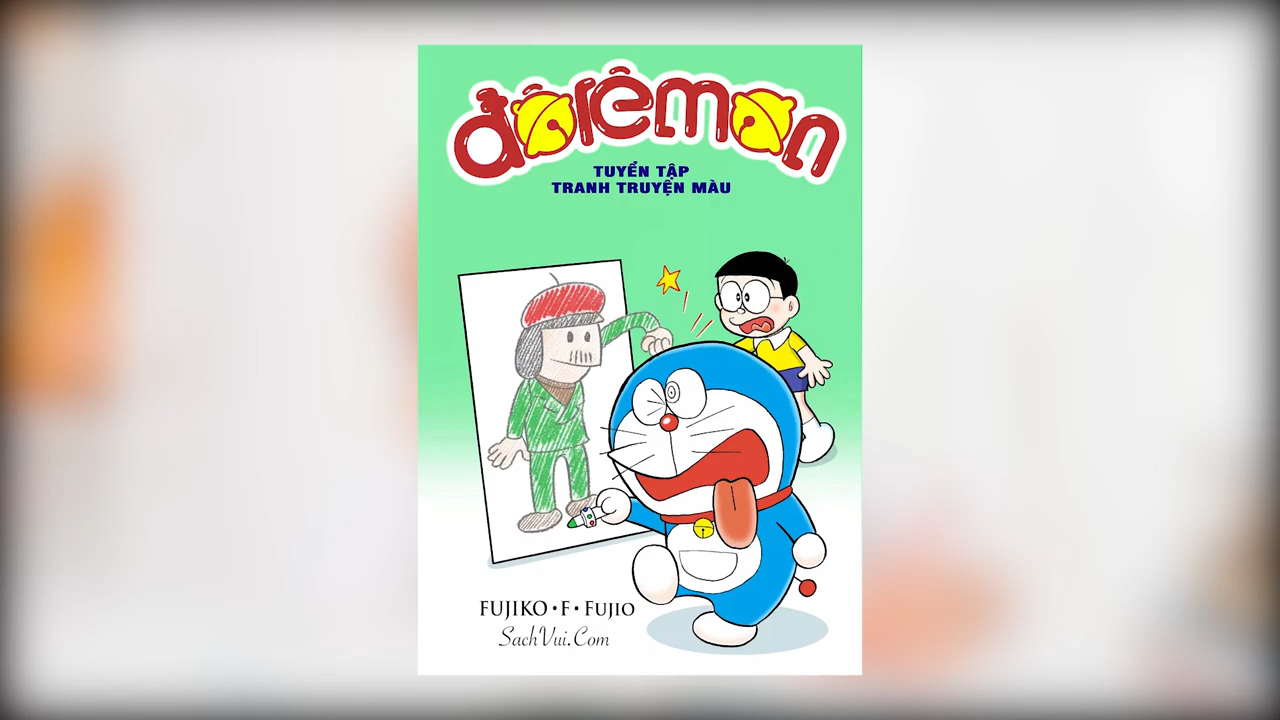 đôrêmon
TUYỂN TẬP
TRANH TRUYỆN MÀU
FUJIKO • F • FUJIO
SachVui.Com